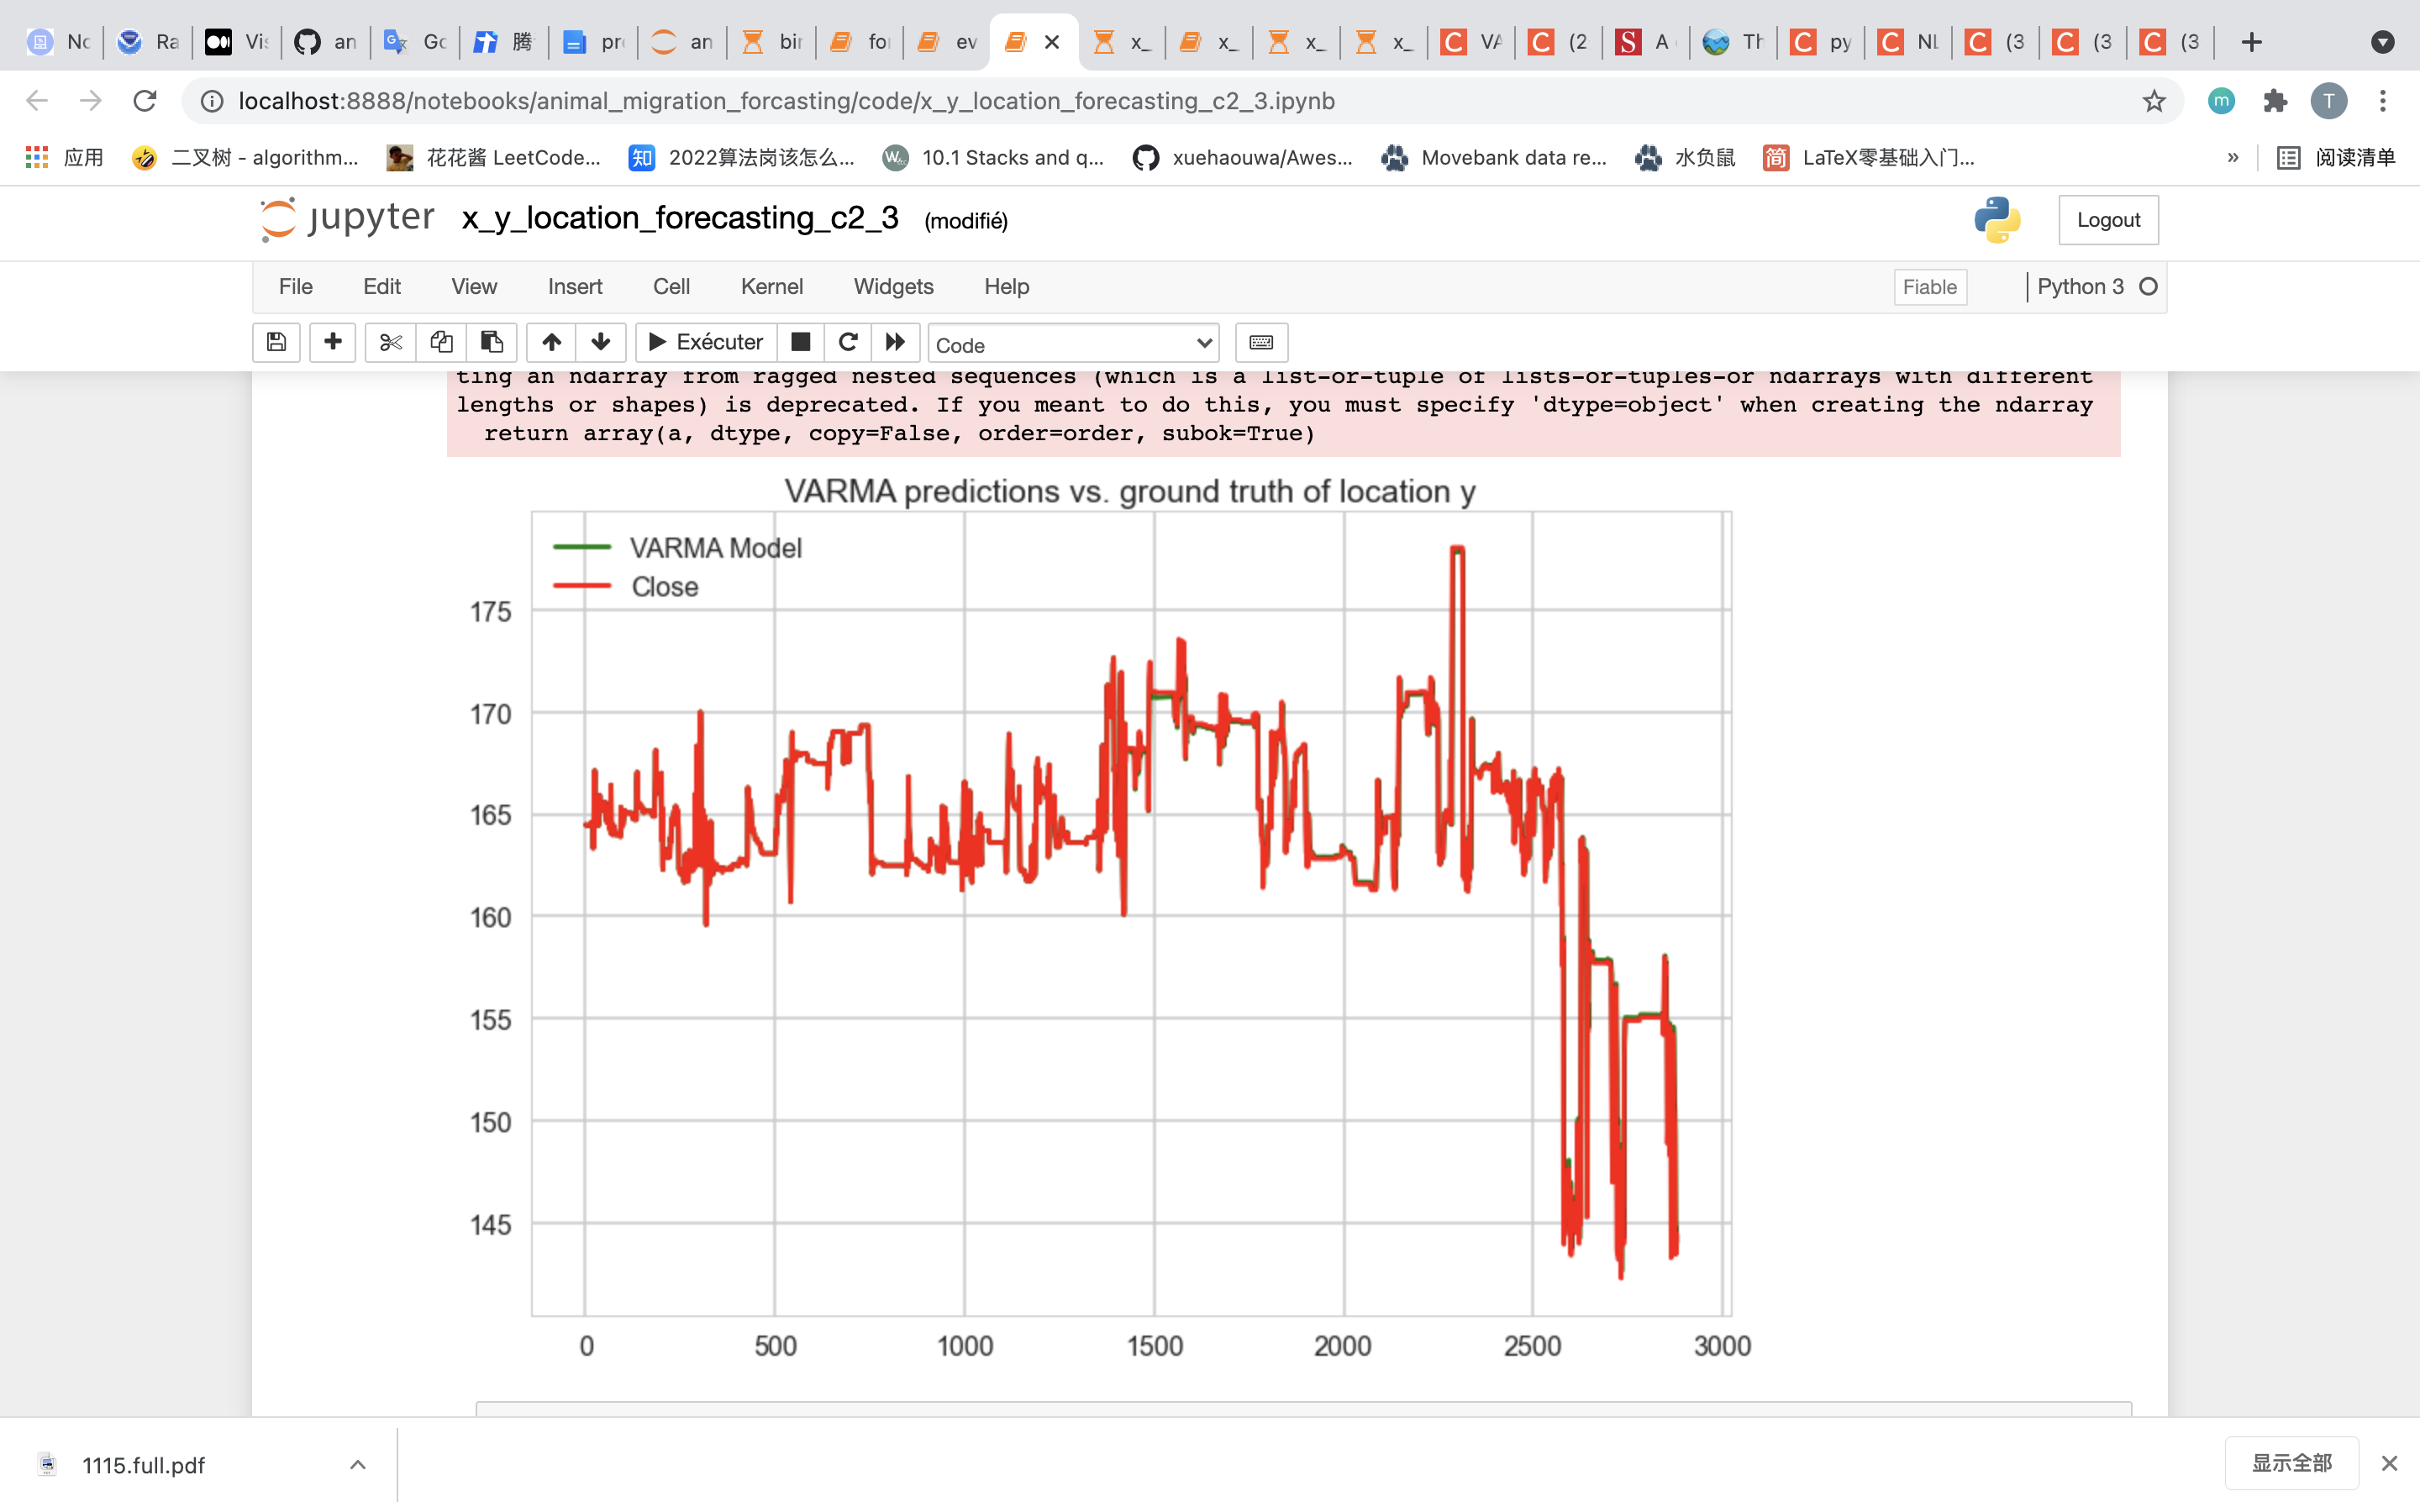 Nc Ra Vis an Gc 腾 pr an bir fo ev x_ x_ x_ x_ VA (2 A Th py NL (3 (3 (3
localhost:8888/notebooks/animal_migration_forcasting/code/x_y_location_forecasting_c2_3.ipynb
应用 二叉树 - algorithm... 花花酱 LeetCode... 知 2022算法岗该怎么... 10.1 Stacks and q... xuehaouwa/Awes... Movebank data re... 水负鼠 简 LaTeX零基础入门... » 阅读清单
jupyter x_y_location_forecasting_c2_3 (modifié) Logout
File Edit View Insert Cell Kernel Widgets Help Fiable Python 3
Exécuter Code
ting an ndarray from ragged nested sequences (which is a list-or-tuple of lists-or-tuples-or ndarrays with different
lengths or shapes) is deprecated. If you meant to do this, you must specify 'dtype=object' when creating the ndarray
return array(a, dtype, copy=False, order=order, subok=True)
VARMA predictions vs. ground truth of location y
VARMA Model
Close
175
170
165
160
155
150
145
0 500 1000 1500 2000 2500 3000
1115.full.pdf 显示全部